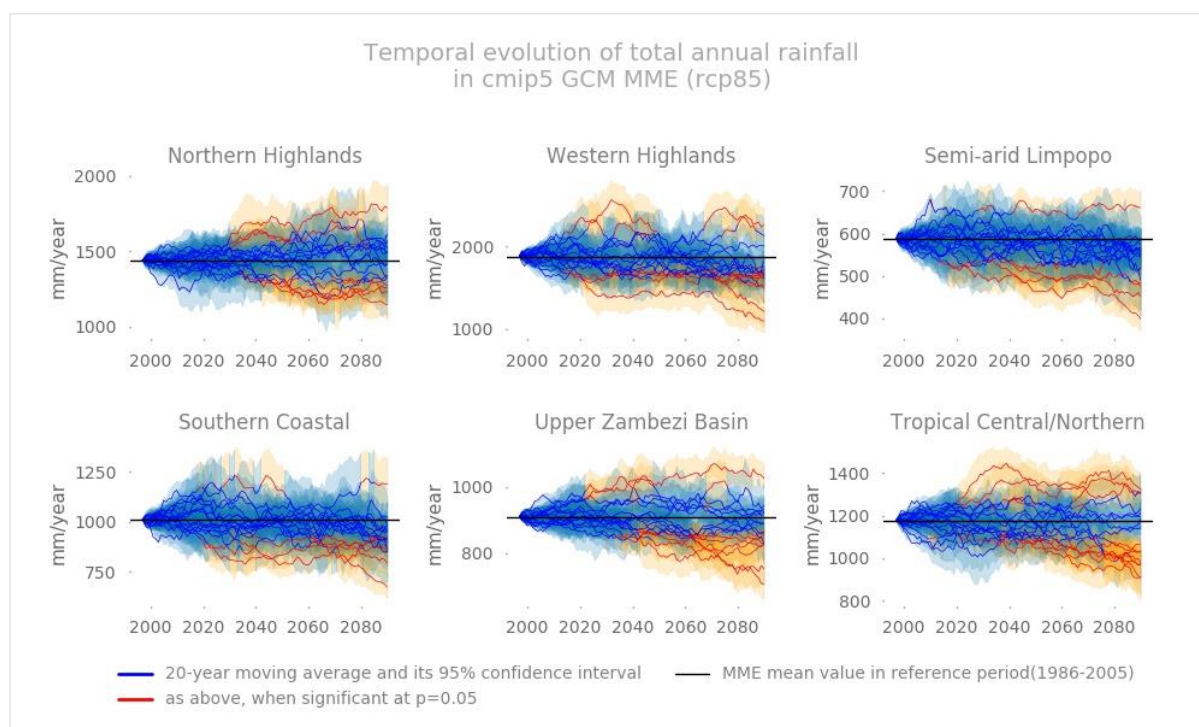 Temporal evolution of total annual rainfall
in cmip5 GCM MME (rcp85)
Northern Highlands
Western Highlands
Semi-arid Limpopo
mm/year
2000
1500
1000
2000 2020 2040 2060 2080
mm/year
2000
1000
2000 2020 2040 2060 2080
mm/year
700
600
500
400
2000 2020 2040 2060 2080
Southern Coastal
Upper Zambezi Basin
Tropical Central/Northern
mm/year
1250
1000
750
2000 2020 2040 2060 2080
mm/year
1000
800
2000 2020 2040 2060 2080
mm/year
1400
1200
1000
800
2000 2020 2040 2060 2080
20-year moving average and its 95% confidence interval
MME mean value in reference period(1986-2005)
as above, when significant at p=0.05